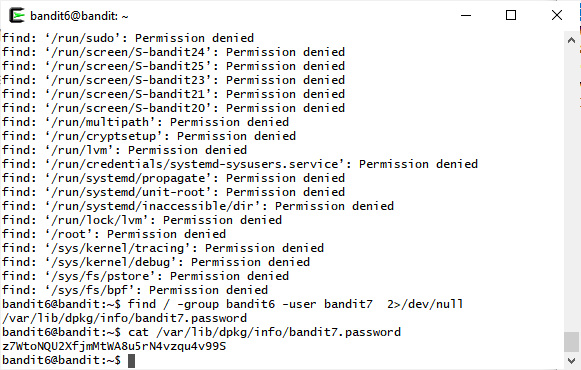 bandit6@bandit: ~
find: ‘/run/sudo’: Permission denied
find: ‘/run/screen/S-bandit24’: Permission denied
find: ‘/run/screen/S-bandit25’: Permission denied
find: ‘/run/screen/S-bandit23’: Permission denied
find: ‘/run/screen/S-bandit21’: Permission denied
find: ‘/run/screen/S-bandit20’: Permission denied
find: ‘/run/multipath’: Permission denied
find: ‘/run/cryptsetup’: Permission denied
find: ‘/run/lvm’: Permission denied
find: ‘/run/credentials/systemd-sysusers.service’: Permission denied
find: ‘/run/systemd/propagate’: Permission denied
find: ‘/run/systemd/unit-root’: Permission denied
find: ‘/run/systemd/inaccessible/dir’: Permission denied
find: ‘/run/lock/lvm’: Permission denied
find: ‘/root’: Permission denied
find: ‘/sys/kernel/tracing’: Permission denied
find: ‘/sys/kernel/debug’: Permission denied
find: ‘/sys/fs/pstore’: Permission denied
find: ‘/sys/fs/bpf’: Permission denied
bandit6@bandit:~$ find / -group bandit6 -user bandit7  2>/dev/null
/var/lib/dpkg/info/bandit7.password
bandit6@bandit:~$ cat /var/lib/dpkg/info/bandit7.password
z7WtoNQU2XfjmMtWA8u5rN4vzqu4v99S
bandit6@bandit:~$